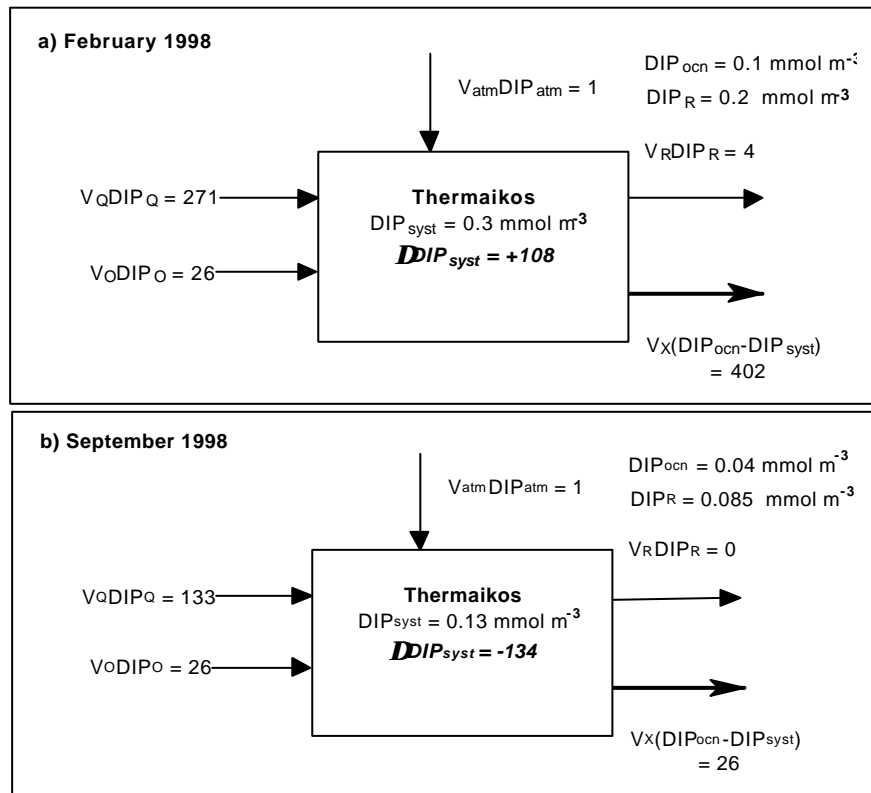 a) February 1998
DIPocn = 0.1 mmol m-3
VatmDIPatm = 1
DIPR = 0.2 mmol m-3
VRDIPR = 4
VQDIPQ = 271
Thermaikos
DIPsyst = 0.3 mmol m-3
DDIPsyst = +108
VODIPO = 26
VX(DIPocn-DIPsyst)
= 402
b) September 1998
DIPocn = 0.04 mmol m-3
VatmDIPatm = 1
DIPR = 0.085 mmol m-3
VRDIPR = 0
VQDIPQ = 133
Thermaikos
DIPsyst = 0.13 mmol m-3
DDIPsyst = -134
VODIPO = 26
VX(DIPocn-DIPsyst)
= 26